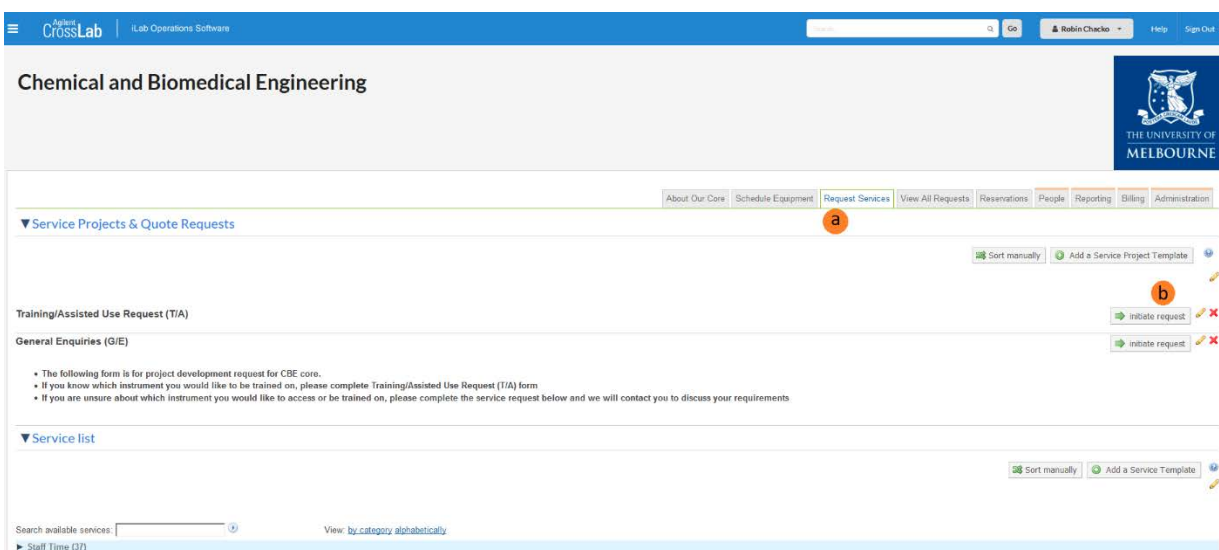 Agilent
CrossLab iLab Operations Software Go Robin Chacko Help Sign Out
Chemical and Biomedical Engineering
THE UNIVERSITY OF
MELBOURNE
About Our Core Schedule Equipment Request Services View All Requests Reservations People Reporting Billing Administration
a
Service Projects & Quote Requests
Sort manually Add a Service Project Template
b
Training/Assisted Use Request (T/A) initiate request
General Enquiries (G/E) initiate request
• The following form is for project development request for CBE core.
• If you know which instrument you would like to be trained on, please complete Training/Assisted Use Request (T/A) form
• If you are unsure about which instrument you would like to access or be trained on, please complete the service request below and we will contact you to discuss your requirements
Service list
Sort manually Add a Service Template
Search available services: View: by category alphabetically
Staff Time (37)